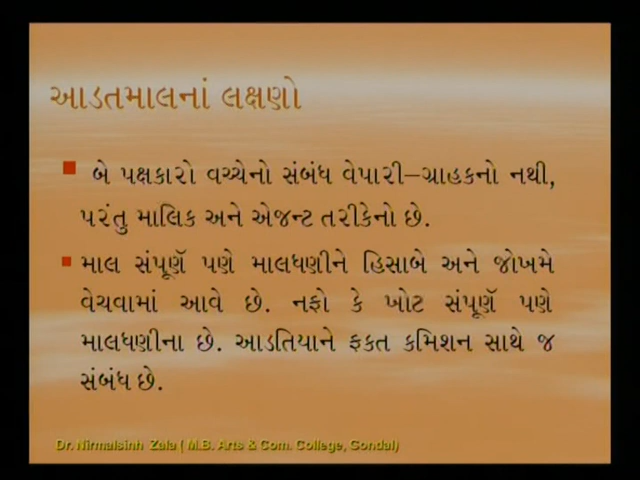 આડતમાલનાં લક્ષણો
બે પક્ષકારો વચ્ચેનો સંબંધ વેપારી–ગ્રાહકનો નથી,
પરંતુ માલિક અને એજન્ટ તરીકેનો છે.
માલ સંપૂર્ણ પણે માલધણીને હિસાબે અને જોખમે
વેચવામાં આવે છે. નફો કે ખોટ સંપૂર્ણ પણે
માલધણીના છે. આડતિયાને ફકત કમિશન સાથે જ
સંબંધ છે.
Dr. Nirmalsinh Zala ( M.B. Arts & Com. College, Gondal)